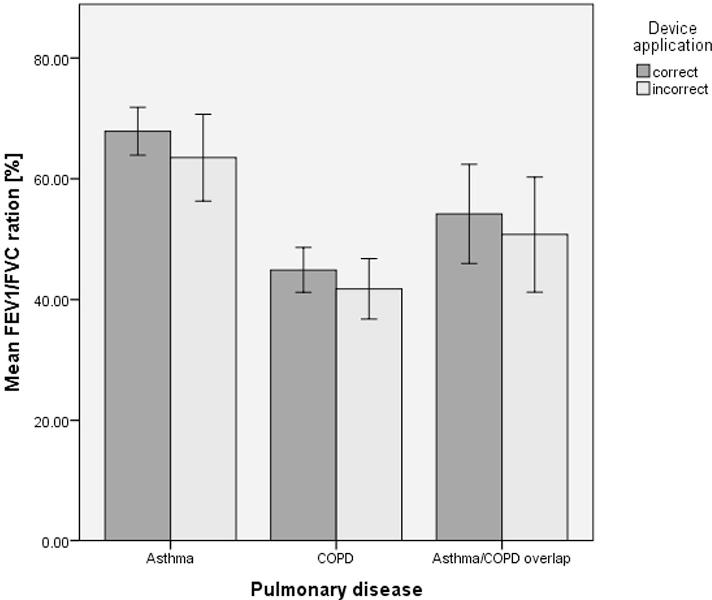 Device
application
correct
incorrect
Mean FEV1/FVC ration [%]
80.00
60.00
40.00
20.00
0.00
Asthma
COPD
Asthma/COPD overlap
Pulmonary disease